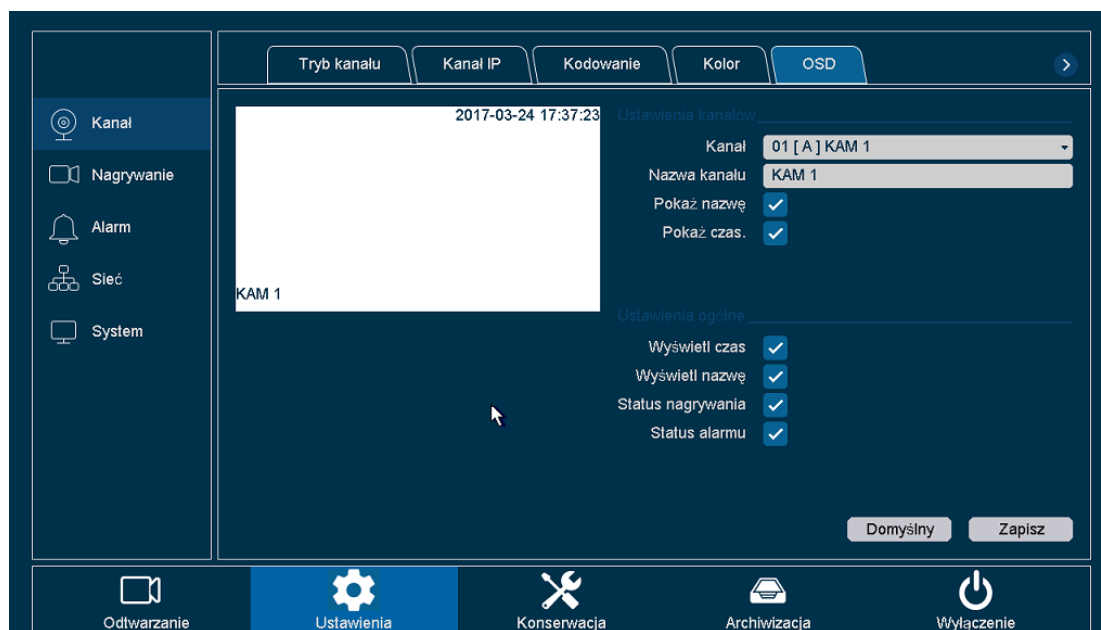 Tryb kanału Kanał IP Kodowanie Kolor OSD
Kanał
Nagrywanie
Alarm
Sieć
System
2017-03-24 17:37:23
KAM 1
Ustawienia kanałów
Kanał 01 [ A ] KAM 1
Nazwa kanału KAM 1
Pokaż nazwę
Pokaż czas.
Ustawienia ogolne
Wyświetl czas
Wyświetl nazwę
Status nagrywania
Status alarmu
Domyślny Zapisz
Odtwarzanie Ustawienia Konserwacja Archiwizacja Wyłączenie